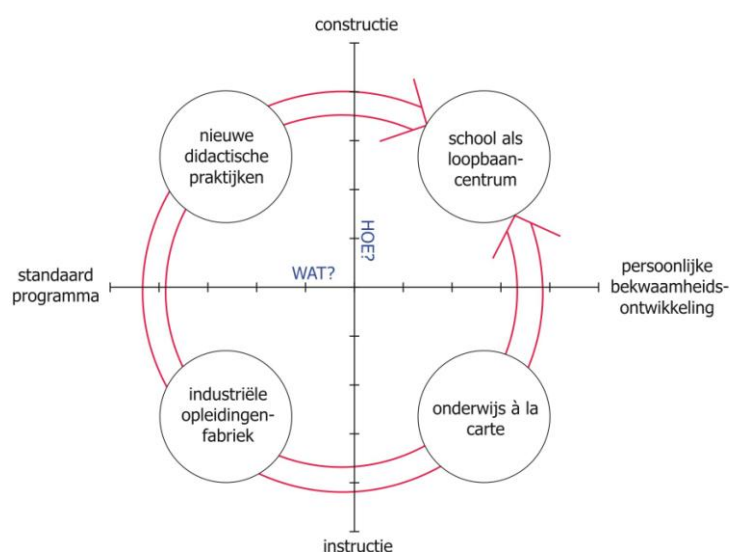 constructie
nieuwe
didactische
praktijken
school als
loopbaan-
centrum
HOE?
WAT?
standaard
programma
persoonlijke
bekwaamheids-
ontwikkeling
industriële
opleidingen-
fabriek
onderwijs à la
carte
instructie